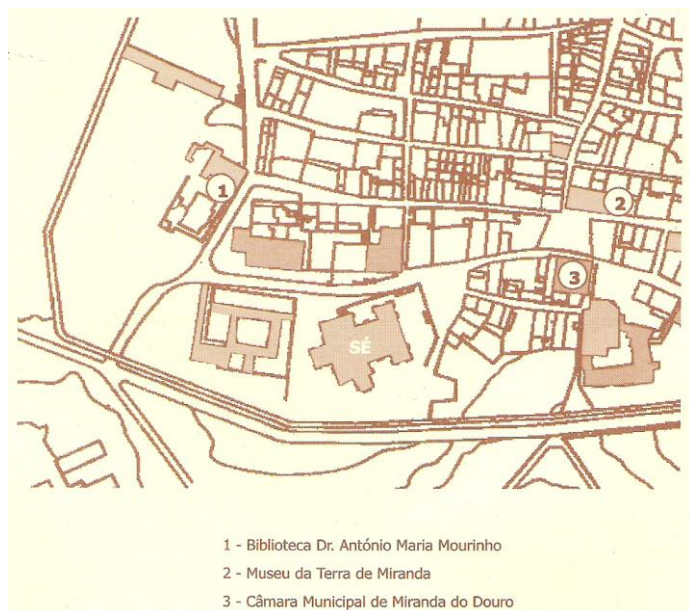 1
2
3
SÉ
1 - Biblioteca Dr. António Maria Mourinho
2 - Museu da Terra de Miranda
3 - Câmara Municipal de Miranda do Douro